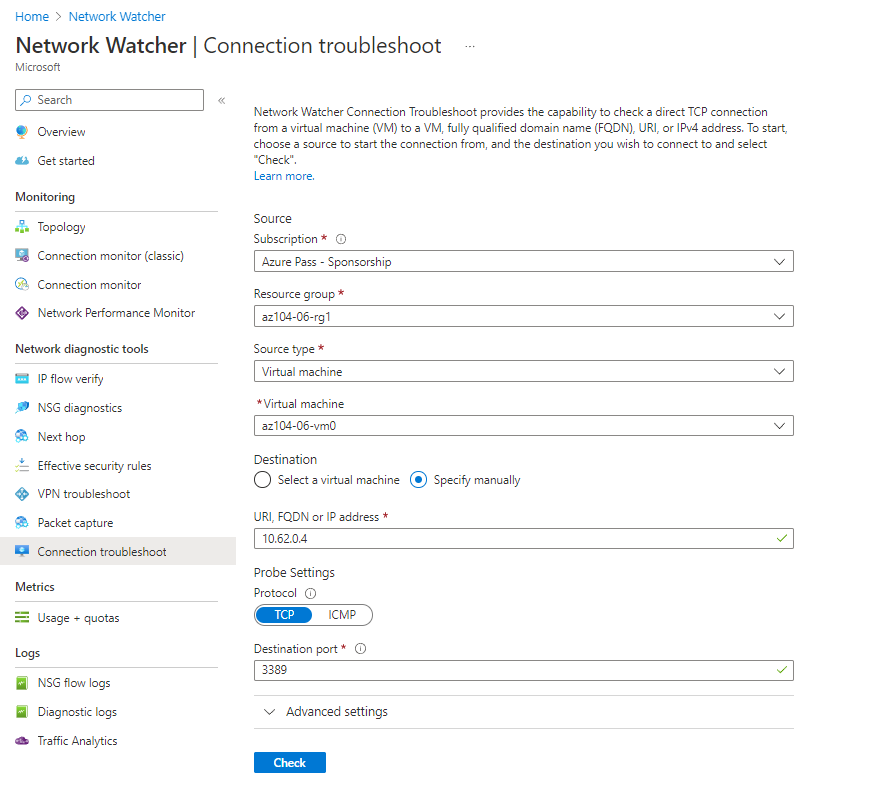 Home > Network Watcher
Network Watcher | Connection troubleshoot ...
Microsoft
Search «
Overview
Get started
Monitoring
Topology
Connection monitor (classic)
Connection monitor
Network Performance Monitor
Network diagnostic tools
IP flow verify
NSG diagnostics
Next hop
Effective security rules
VPN troubleshoot
Packet capture
Connection troubleshoot
Metrics
Usage + quotas
Logs
NSG flow logs
Diagnostic logs
Traffic Analytics
Network Watcher Connection Troubleshoot provides the capability to check a direct TCP connection
from a virtual machine (VM) to a VM, fully qualified domain name (FQDN), URI, or IPv4 address. To start,
choose a source to start the connection from, and the destination you wish to connect to and select
"Check".
Learn more.
Source
Subscription *
Azure Pass - Sponsorship
Resource group *
az104-06-rg1
Source type *
Virtual machine
*Virtual machine
az104-06-vm0
Destination
Select a virtual machine Specify manually
URI, FQDN or IP address *
10.62.0.4
Probe Settings
Protocol
TCP ICMP
Destination port *
3389
Advanced settings
Check